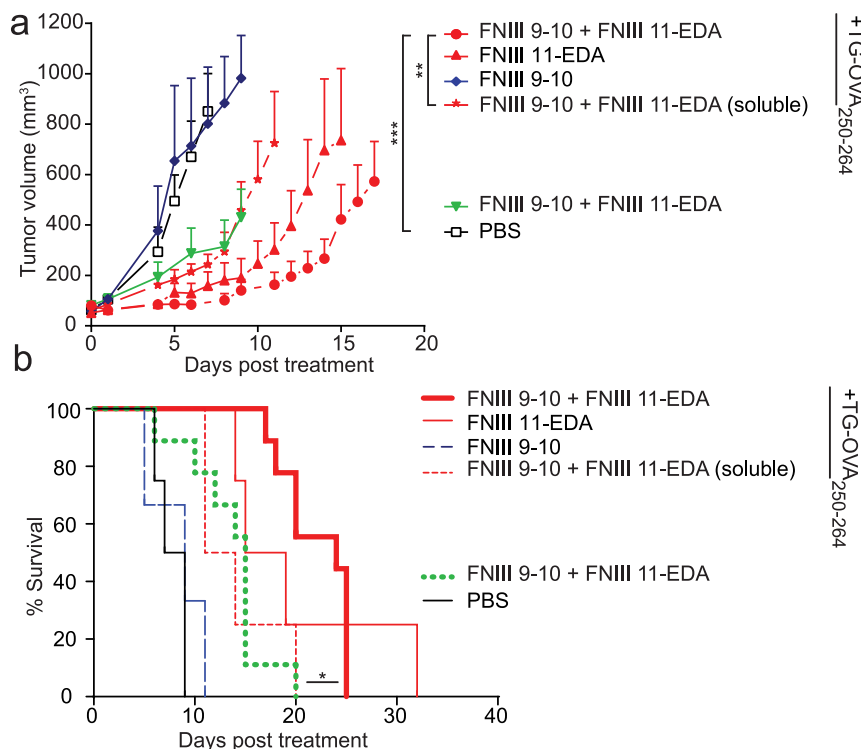 a
1200
1000
800
600
400
200
0
Tumor volume (mm3)
0
5
10
15
20
Days post treatment
***
**
FNIII 9-10 + FNIII 11-EDA
FNIII 11-EDA
FNIII 9-10
FNIII 9-10 + FNIII 11-EDA (soluble)
+TG-OVA250-264
FNIII 9-10 + FNIII 11-EDA
PBS
b
100
80
60
40
20
0
% Survival
0
10
20
30
40
Days post treatment
*
FNIII 9-10 + FNIII 11-EDA
FNIII 11-EDA
FNIII 9-10
FNIII 9-10 + FNIII 11-EDA (soluble)
+TG-OVA250-264
FNIII 9-10 + FNIII 11-EDA
PBS